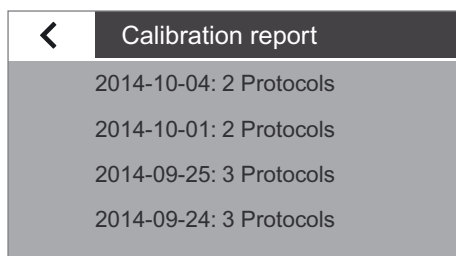 Calibration report
2014-10-04: 2 Protocols
2014-10-01: 2 Protocols
2014-09-25: 3 Protocols
2014-09-24: 3 Protocols